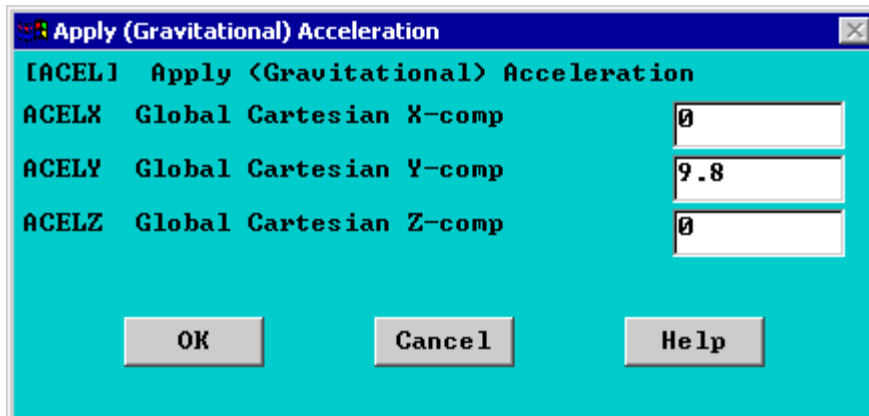 Apply (Gravitational) Acceleration
[ACEL] Apply (Gravitational) Acceleration
ACELX Global Cartesian X-comp 0
ACELY Global Cartesian Y-comp 9.8
ACELZ Global Cartesian Z-comp 0
OK Cancel Help